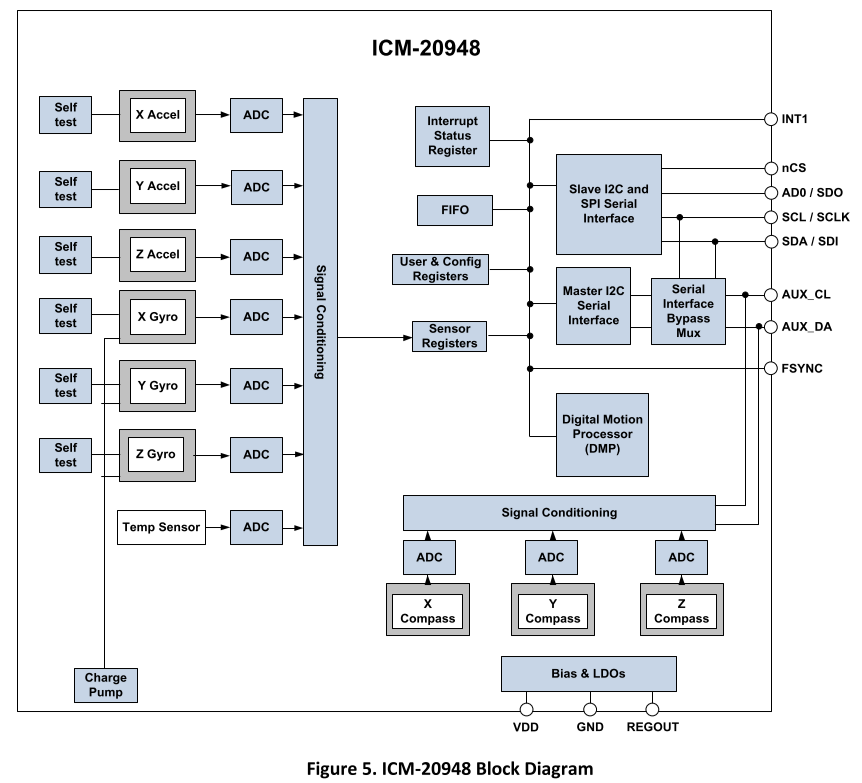 ICM-20948
Self
test
X Accel
ADC
Self
test
Y Accel
ADC
Self
test
Z Accel
ADC
Self
test
X Gyro
ADC
Self
test
Y Gyro
ADC
Self
test
Z Gyro
ADC
Temp Sensor
ADC
Signal Conditioning
Charge
Pump
Interrupt
Status
Register
FIFO
User & Config
Registers
Sensor
Registers
Slave I2C and
SPI Serial
Interface
Master I2C
Serial
Interface
Serial
Interface
Bypass
Mux
Digital Motion
Processor
(DMP)
INT1
nCS
AD0 / SDO
SCL / SCLK
SDA / SDI
AUX_CL
AUX_DA
FSYNC
Signal Conditioning
ADC
ADC
ADC
X
Compass
Y
Compass
Z
Compass
Bias & LDOs
VDD
GND
REGOUT
Figure 5. ICM-20948 Block Diagram